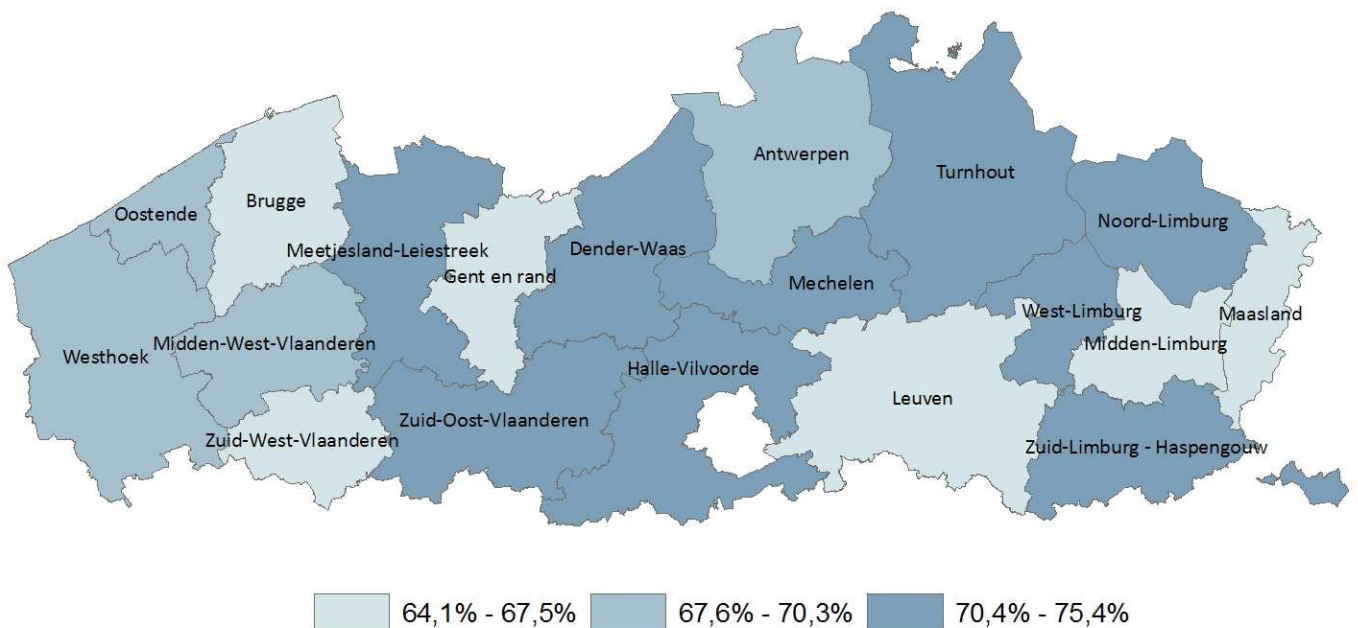 Antwerpen
Turnhout
Brugge
Oostende
Noord-Limburg
Meetjesland-Leiestreek
Dender-Waas
Gent en rand
Mechelen
West-Limburg
Maasland
Westhoek
Midden-West-Vlaanderen
Midden-Limburg
Halle-Vilvoorde
Leuven
Zuid-Oost-Vlaanderen
Zuid-West-Vlaanderen
Zuid-Limburg - Haspengouw
64,1% - 67,5%
67,6% - 70,3%
70,4% - 75,4%